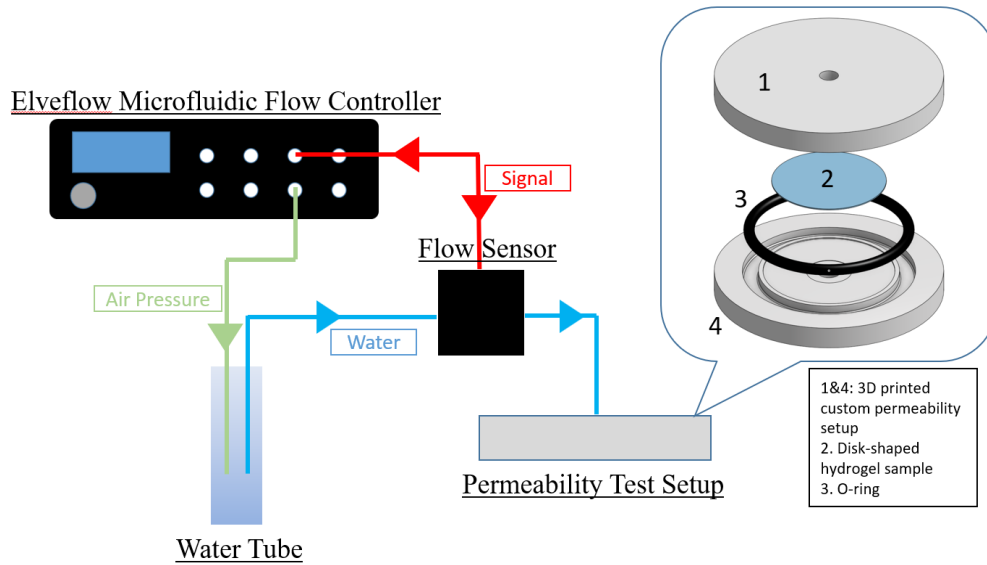 Elveflow Microfluidic Flow Controller
Signal
Flow Sensor
Air Pressure
Water
Water Tube
Permeability Test Setup
1
2
3
4
1&4: 3D printed
custom permeability
setup
2. Disk-shaped
hydrogel sample
3. O-ring